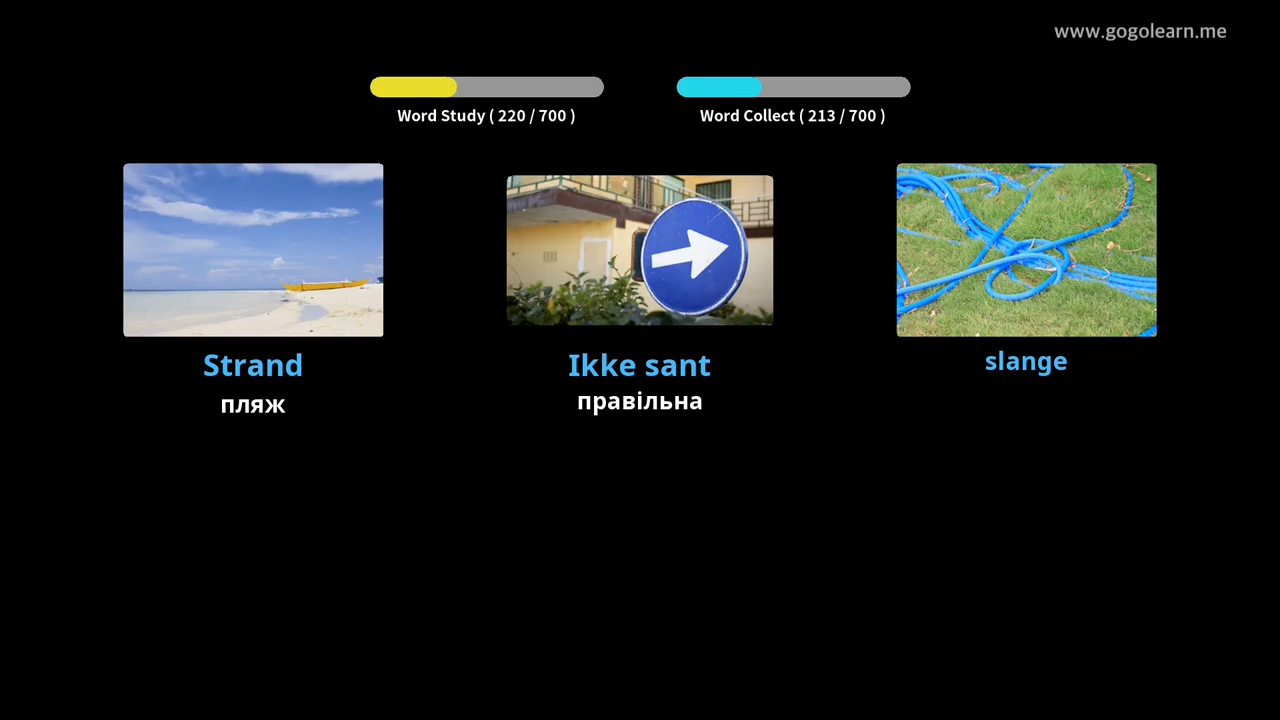 www.gogolearn.me
Word Study ( 220 / 700 )
Word Collect ( 213 / 700 )
Strand
пляж
Ikke sant
правільна
slange